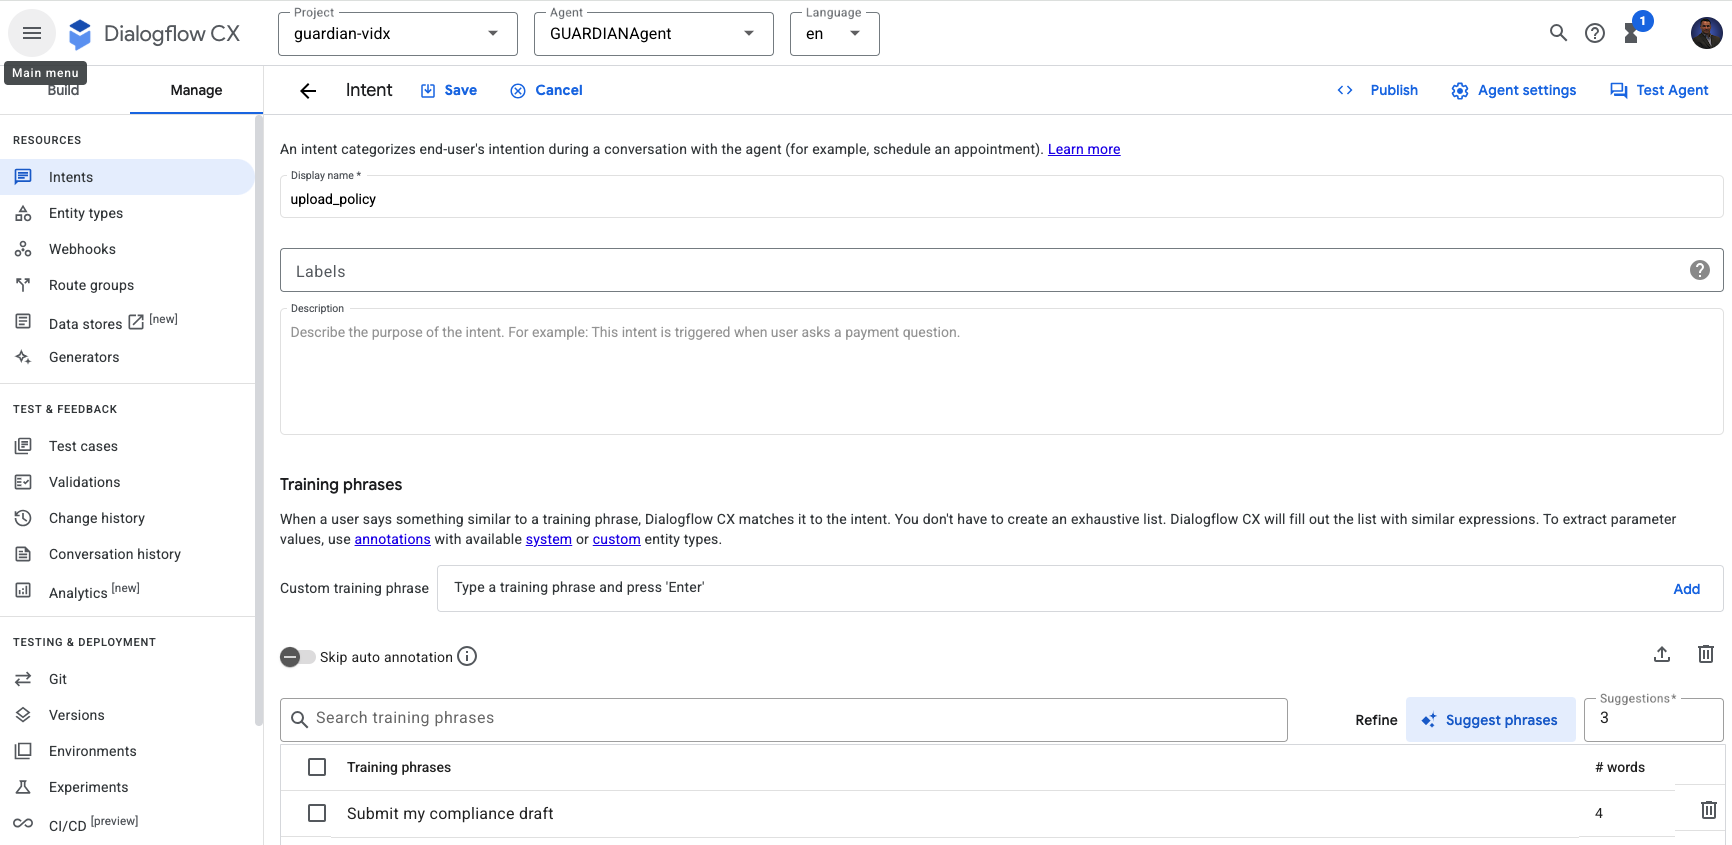 Dialogflow CX
Project
guardian-vidx
Agent
GUARDIANAgent
Language
en
1
Main menu
Build
Manage
Intent
Save
Cancel
Publish
Agent settings
Test Agent
RESOURCES
Intents
Entity types
Webhooks
Route groups
Data stores [new]
Generators
TEST & FEEDBACK
Test cases
Validations
Change history
Conversation history
Analytics [new]
TESTING & DEPLOYMENT
Git
Versions
Environments
Experiments
CI/CD [preview]
An intent categorizes end-user's intention during a conversation with the agent (for example, schedule an appointment). Learn more
Display name *
upload_policy
Labels
Description
Describe the purpose of the intent. For example: This intent is triggered when user asks a payment question.
Training phrases
When a user says something similar to a training phrase, Dialogflow CX matches it to the intent. You don't have to create an exhaustive list. Dialogflow CX will fill out the list with similar expressions. To extract parameter
values, use annotations with available system or custom entity types.
Custom training phrase
Type a training phrase and press 'Enter'
Add
Skip auto annotation
Search training phrases
Refine
Suggest phrases
Suggestions*
3
Training phrases
# words
Submit my compliance draft
4